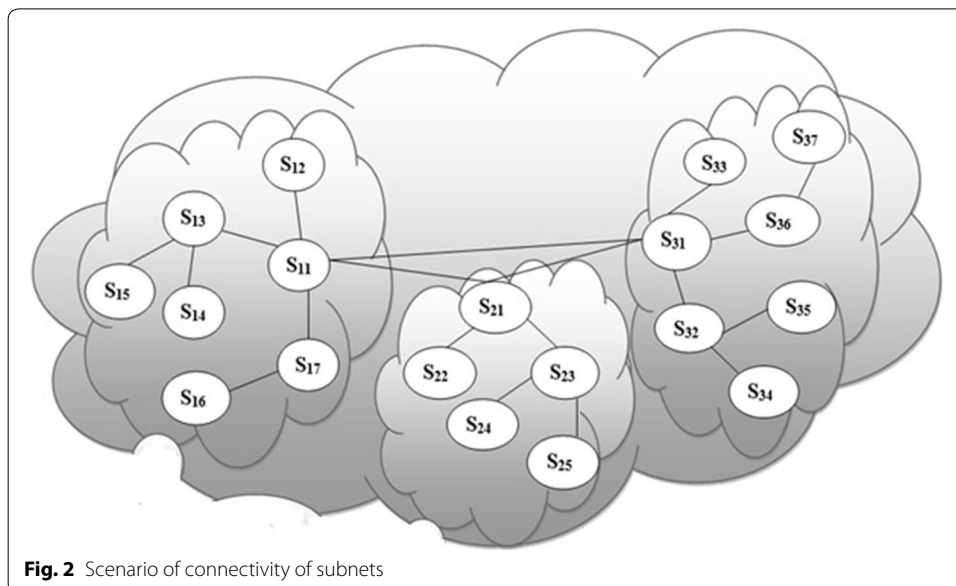 S12
S13
S11
S15
S14
S17
S16
S21
S22
S23
S24
S25
S37
S33
S36
S31
S35
S32
S34
Fig. 2 Scenario of connectivity of subnets